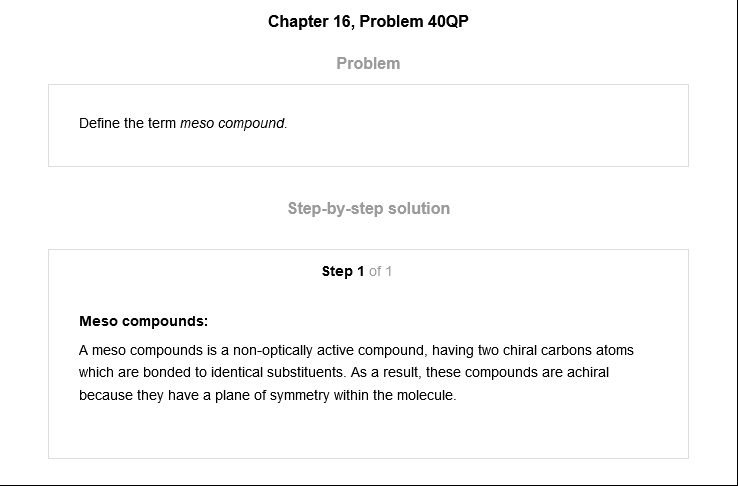 Chapter 16, Problem 40QP
Problem
Define the term meso compound.
Step-by-step solution
Step 1 of 1
Meso compounds:
A meso compounds is a non-optically active compound, having two chiral carbons atoms
which are bonded to identical substituents. As a result, these compounds are achiral
because they have a plane of symmetry within the molecule.